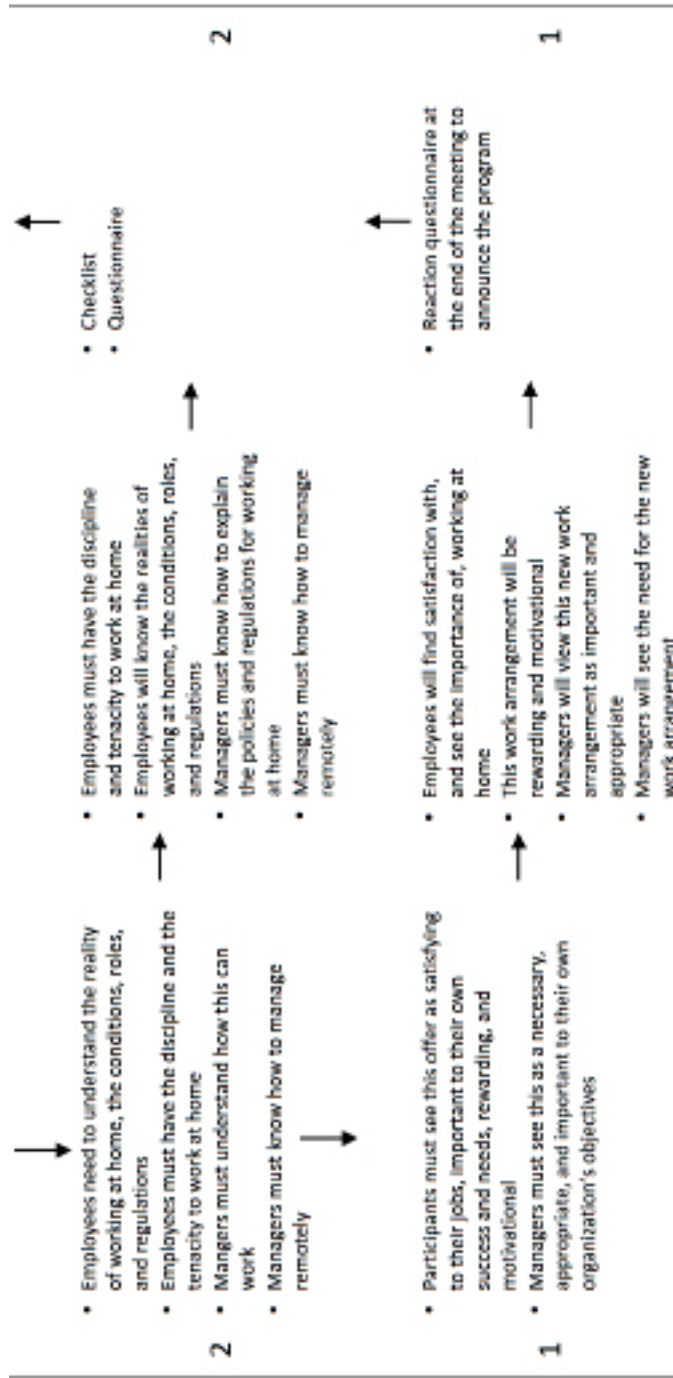 2
• Employees need to understand the reality
of working at home, the conditions, roles,
and regulations
• Employees must have the discipline and the
tenacity to work at home
• Mangers must understand how this can
work
• Managers must know how to manage
remotely
• Employees must have the discipline
and tenacity to work at home
• Employees will know the realities of
working at home, the conditions, roles,
and regulations
• Managers must know how to explain
the policies and regulations for working
at home
• Managers must know how to manage
remotely
• Checklist
• Questionnaire
2
1
• Participants must see this offer as satisfying
to their jobs, important to their own
success and needs, rewarding, and
motivational
• Managers must see this as a necessary,
appropriate, and important to their own
organization's objectives
• Employees will find satisfaction with,
and see the importance of, working at
home
• This work arrangement will be
rewarding and motivational
• Managers will view this new work
arrangement as important and
appropriate
• Managers will see the need for the new
work arrangement
• Reaction questionnaire at
the end of the meeting to
announce the program
1